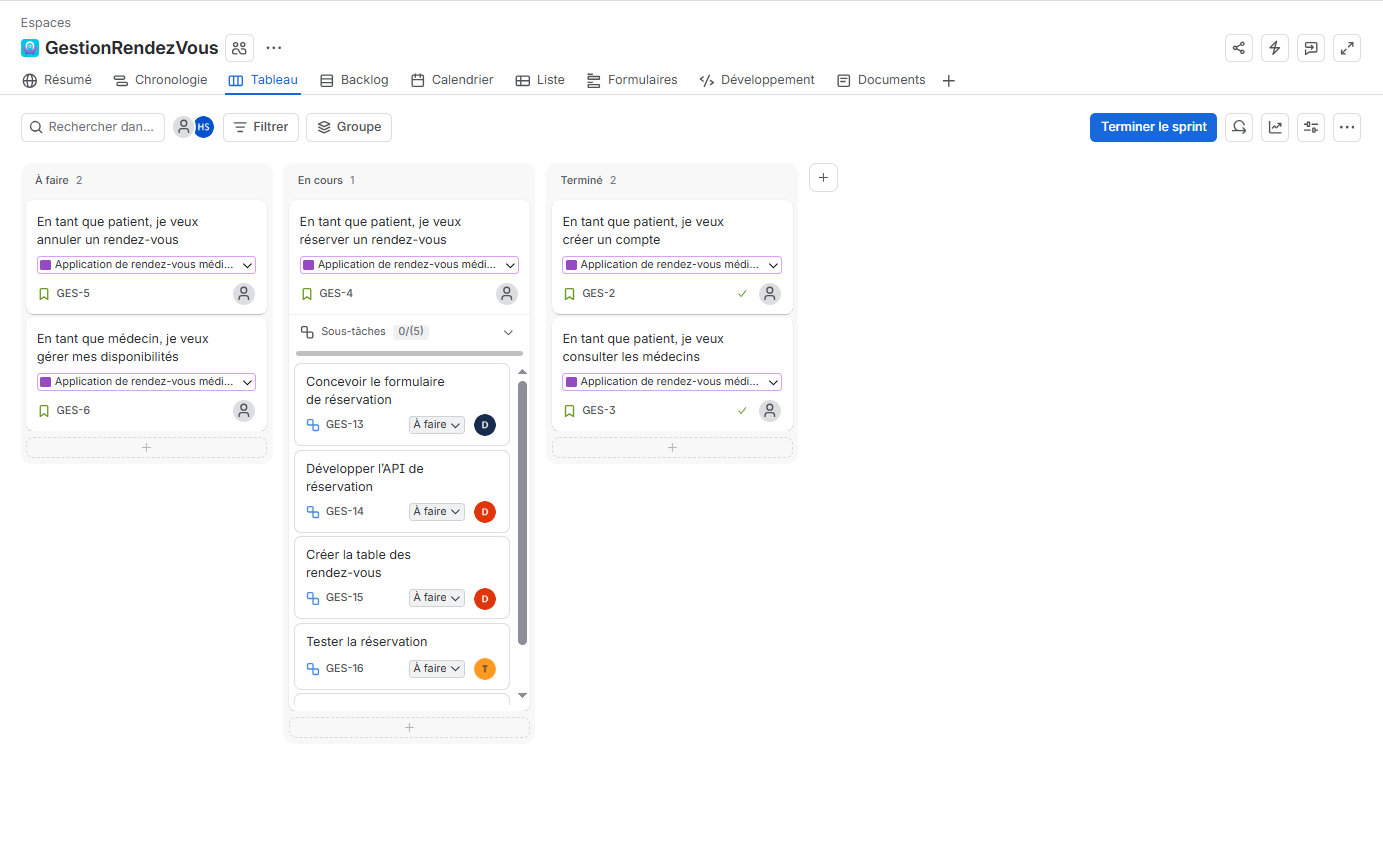 Espaces
GestionRendezVous
Résumé Chronologie Tableau Backlog Calendrier Liste Formulaires Développement Documents
Rechercher dan... HS Filtrer Groupe Terminer le sprint
À faire 2
En tant que patient, je veux
annuler un rendez-vous
Application de rendez-vous médi...
GES-5
En tant que médecin, je veux
gérer mes disponibilités
Application de rendez-vous médi...
GES-6
En cours 1
En tant que patient, je veux
réserver un rendez-vous
Application de rendez-vous médi...
GES-4
Sous-tâches 0/(5)
Concevoir le formulaire
de réservation
GES-13 À faire D
Développer l'API de
réservation
GES-14 À faire D
Créer la table des
rendez-vous
GES-15 À faire D
Tester la réservation
GES-16 À faire T
Terminé 2
En tant que patient, je veux
créer un compte
Application de rendez-vous médi...
GES-2
En tant que patient, je veux
consulter les médecins
Application de rendez-vous médi...
GES-3